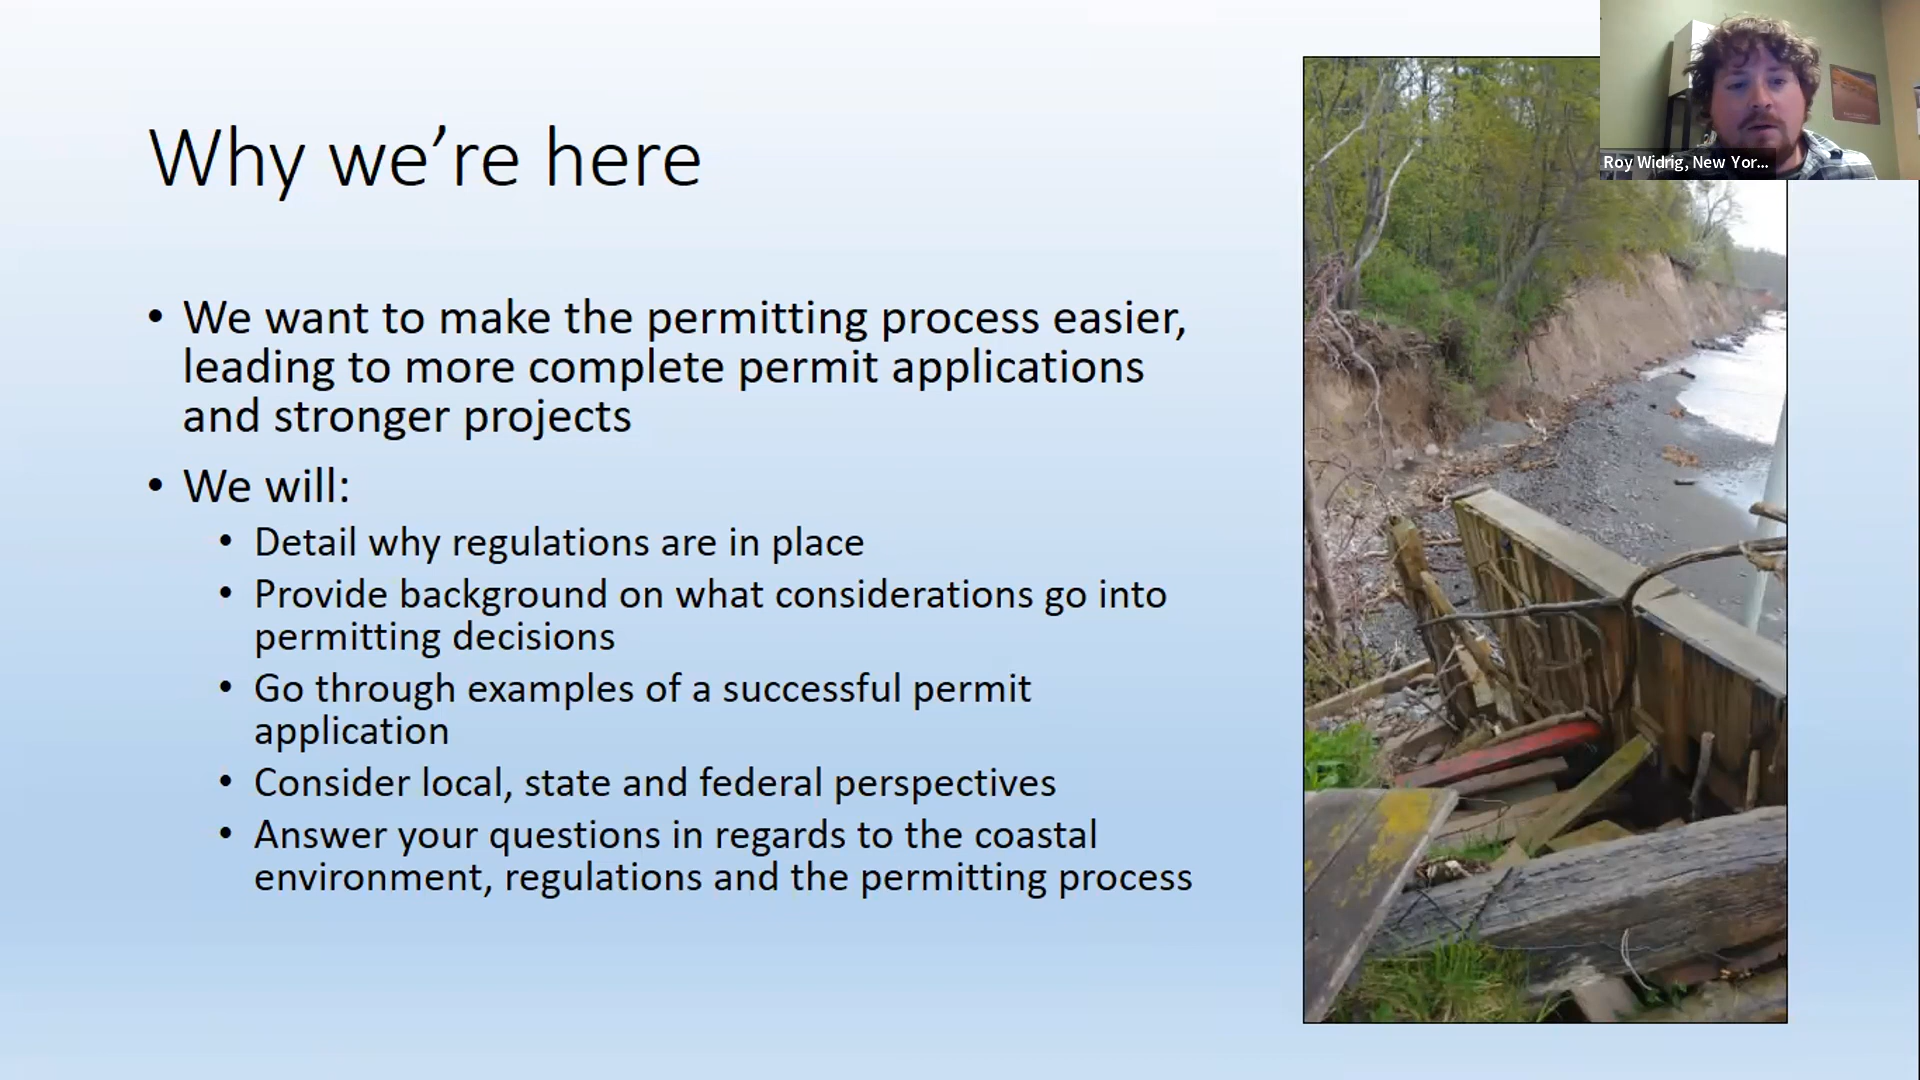 Why we're here
• We want to make the permitting process easier,
leading to more complete permit applications
and stronger projects
• We will:
• Detail why regulations are in place
• Provide background on what considerations go into
permitting decisions
• Go through examples of a successful permit
application
• Consider local, state and federal perspectives
• Answer your questions in regards to the coastal
environment, regulations and the permitting process
Roy Widrig, New Yor...